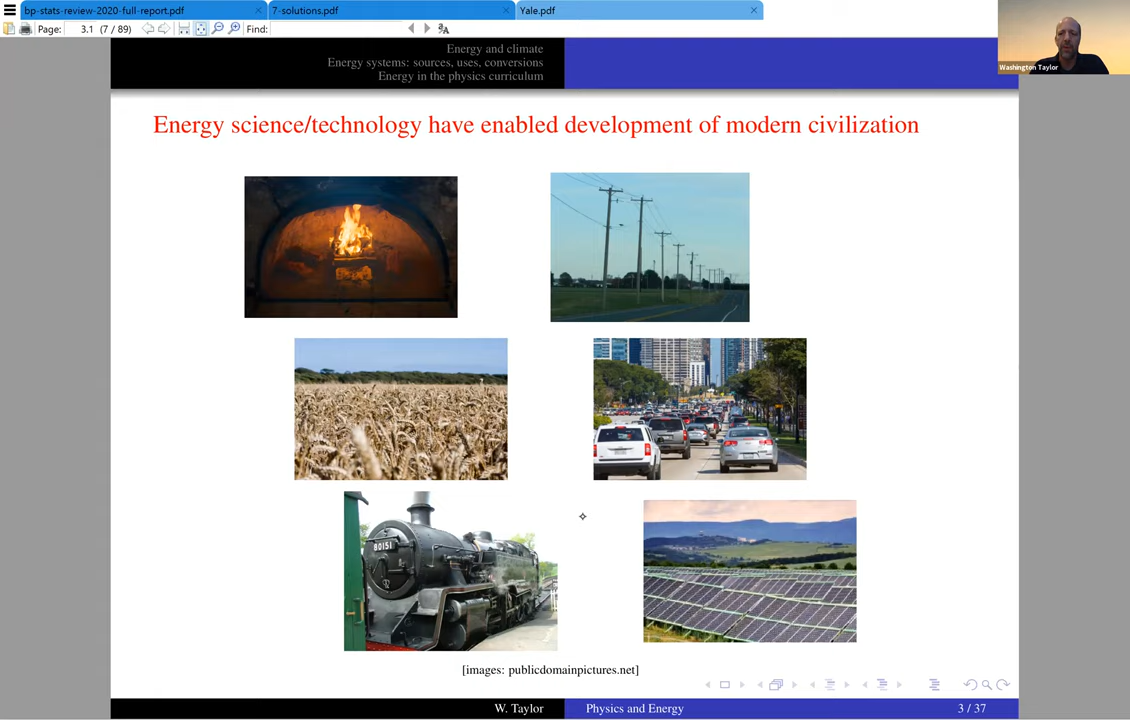 bp-stats-review-2020-full-report.pdf
7-solutions.pdf
Yale.pdf
Page: 3.1 (7 / 89)
Find:
Washington Taylor
Energy and climate
Energy systems: sources, uses, conversions
Energy in the physics curriculum
Energy science/technology have enabled development of modern civilization
80151
[images: publicdomainpictures.net]
W. Taylor
Physics and Energy
3 / 37